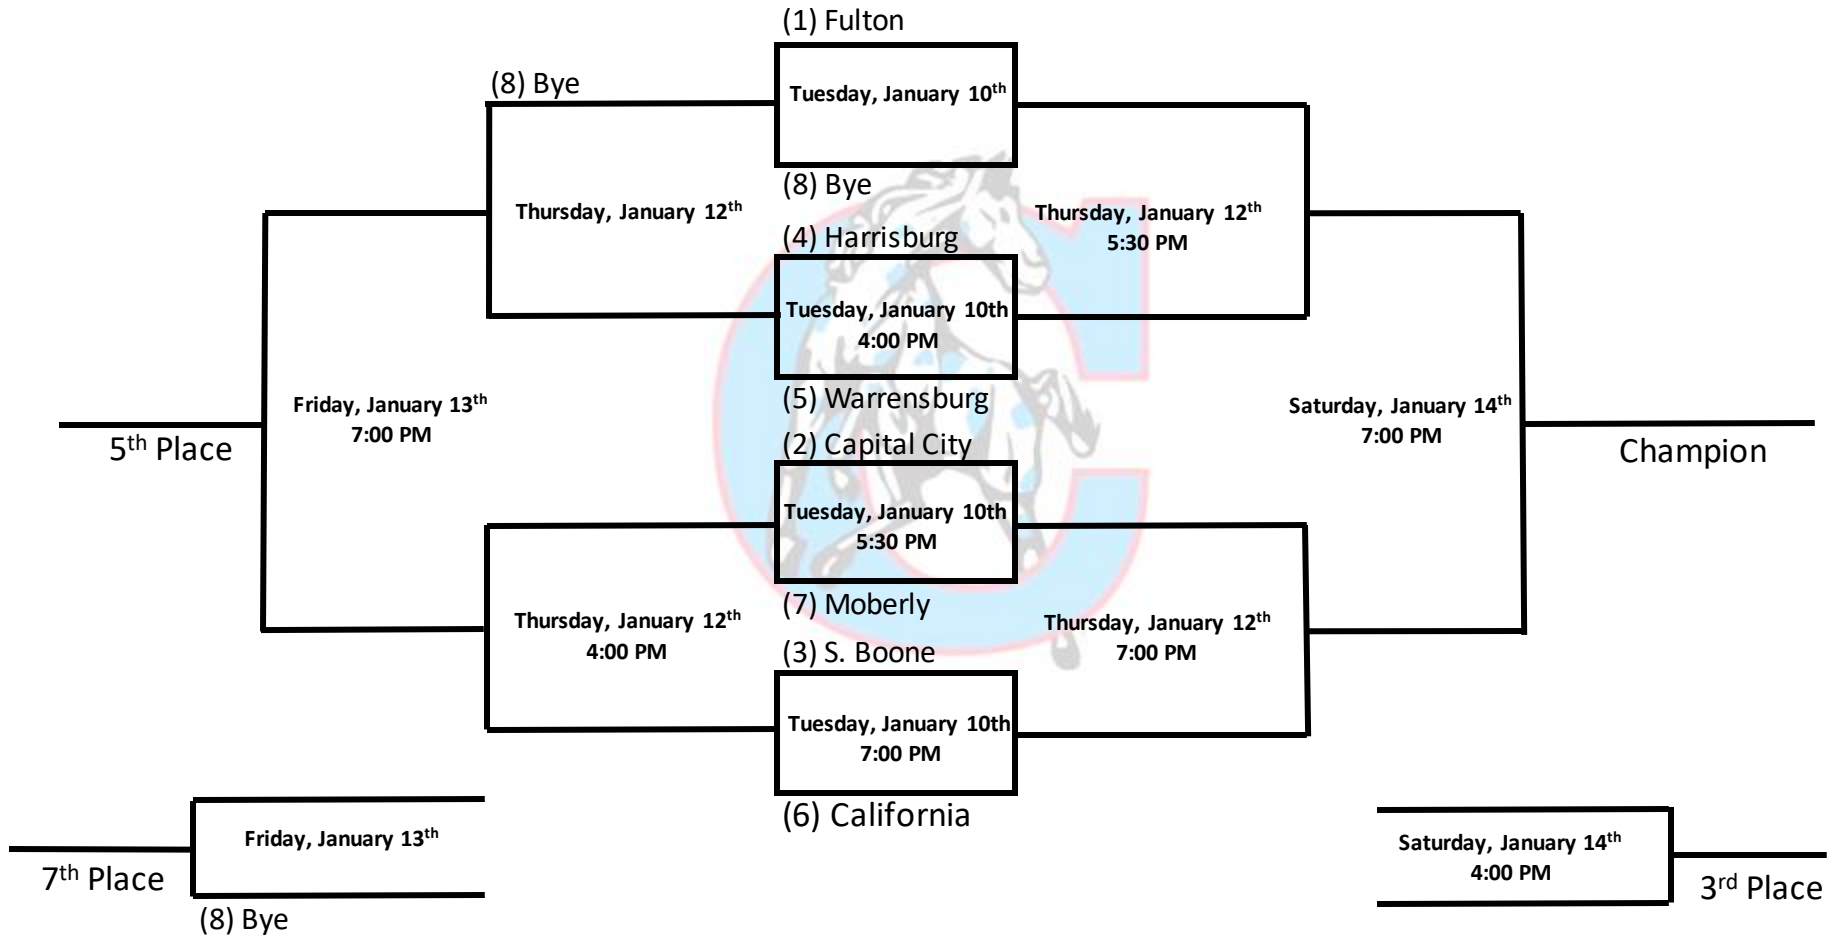 (1) Fulton
(8) Bye
Tuesday, January 10th
(8) Bye
Thursday, January 12th
Thursday, January 12th
5:30 PM
(4) Harrisburg
Tuesday, January 10th
4:00 PM
(5) Warrensburg
Friday, January 13th
7:00 PM
Saturday, January 14th
7:00 PM
5th Place
(2) Capital City
Champion
Tuesday, January 10th
5:30 PM
(7) Moberly
Thursday, January 12th
4:00 PM
Thursday, January 12th
7:00 PM
(3) S. Boone
Tuesday, January 10th
7:00 PM
(6) California
Friday, January 13th
7th Place
(8) Bye
Saturday, January 14th
4:00 PM
3rd Place